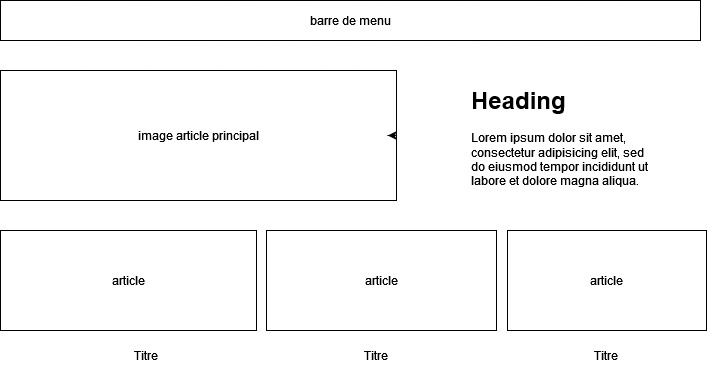 barre de menu
image article principal
Heading
Lorem ipsum dolor sit amet,
consectetur adipisicing elit, sed
do eiusmod tempor incididunt ut
labore et dolore magna aliqua.
article
article
article
Titre
Titre
Titre